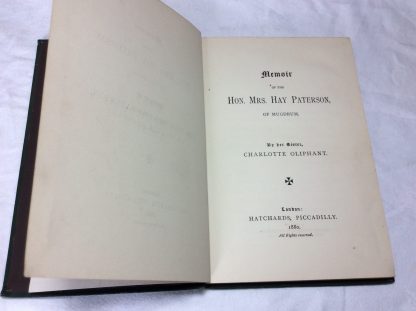 Memoir
OF THE
HON. MRS. HAY PATERSON,
OF MUGDRUM,
By her Sister,
CHARLOTTE OLIPHANT.
London:
HATCHARDS, PICCADILLY.
1880.
All Rights reserved.